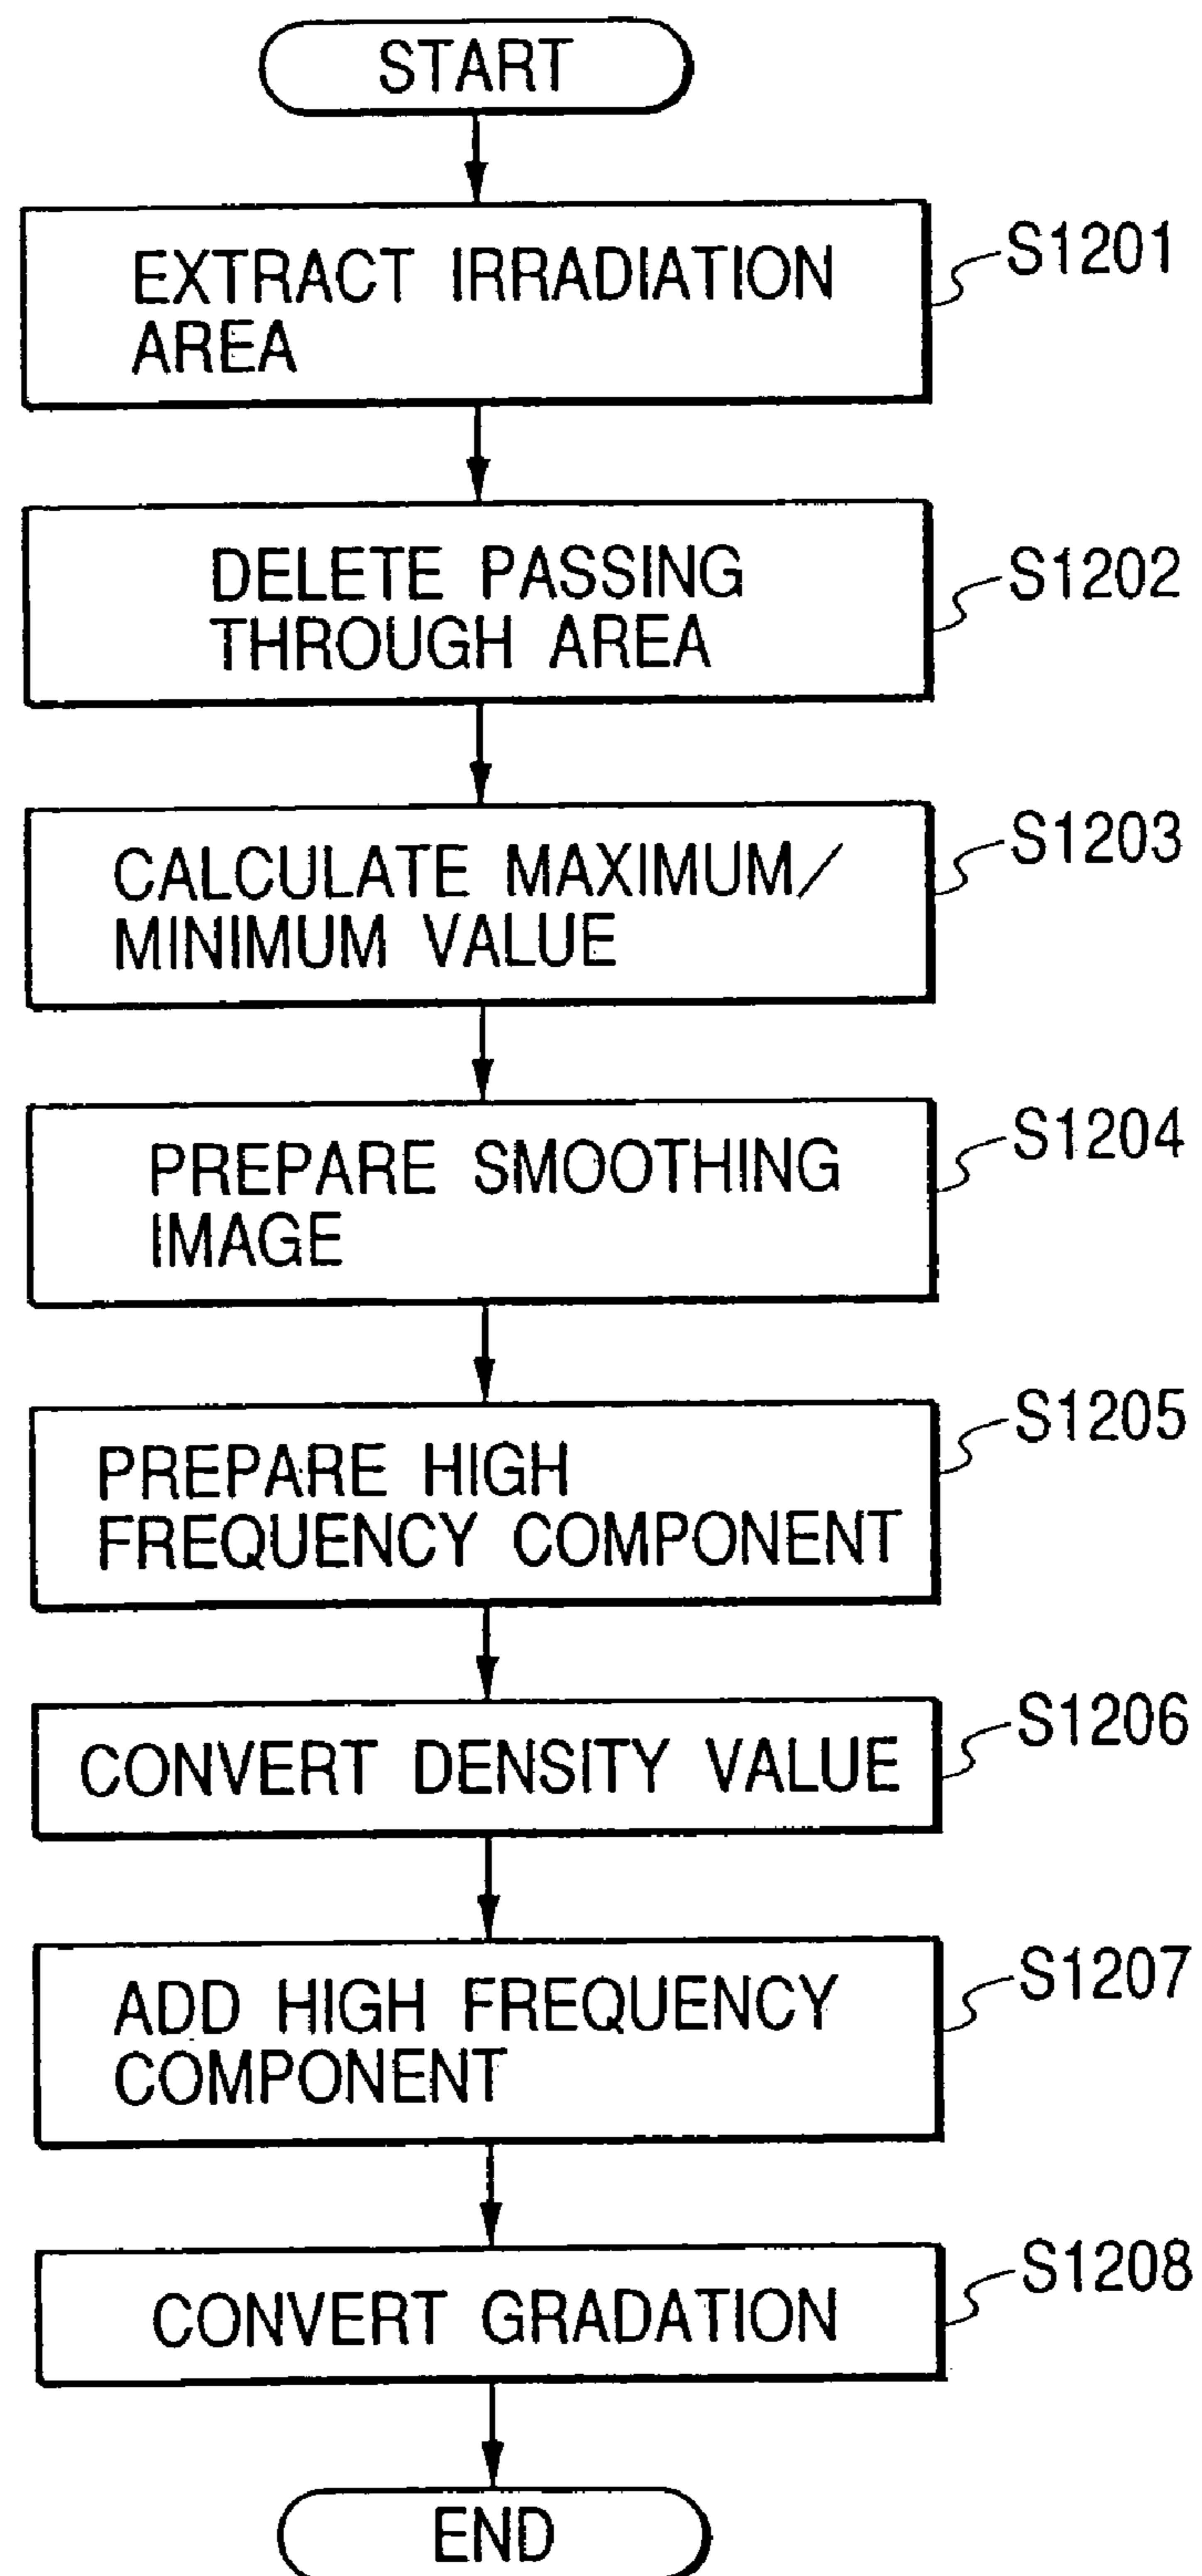 START
EXTRACT IRRADIATION
AREA
S1201
DELETE PASSING
THROUGH AREA
S1202
CALCULATE MAXIMUM/
MINIMUM VALUE
S1203
PREPARE SMOOTHING
IMAGE
S1204
PREPARE HIGH
FREQUENCY COMPONENT
S1205
CONVERT DENSITY VALUE
S1206
ADD HIGH FREQUENCY
COMPONENT
S1207
CONVERT GRADATION
S1208
END